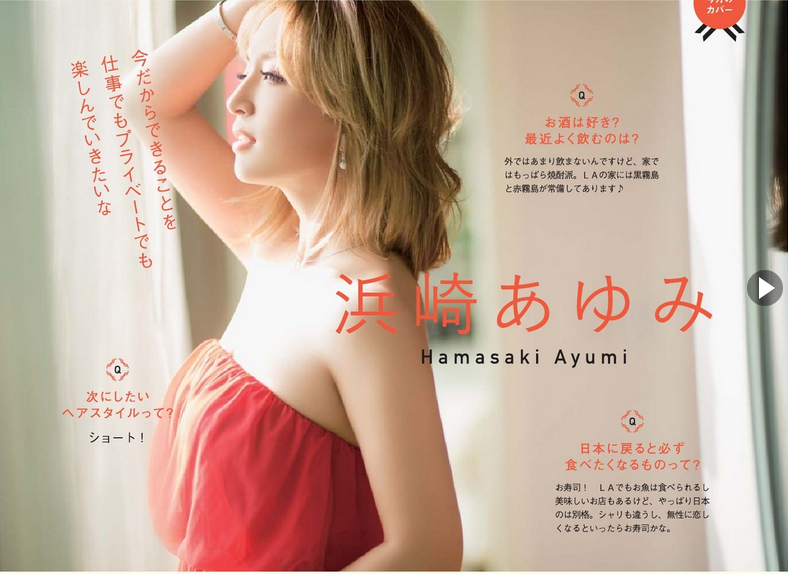 今月の
カバー
今だからできることを
仕事でもプライベートでも
楽しんでいきたいな
Q
お酒は好き?
最近よく飲むのは?
外ではあまり飲まないんですけど、家で
はもっぱら焼酎派。LAの家には黒霧島
と赤霧島が常備してあります♪
浜崎あゆみ
Hamasaki Ayumi
Q
次にしたい
ヘアスタイルって?
ショート!
Q
日本に戻ると必ず
食べたくなるものって?
お寿司! LAでもお魚は食べられるし
美味しいお店もあるけど、やっぱり日本
のは別格。シャリも違うし、無性に恋し
くなるといったらお寿司かな。